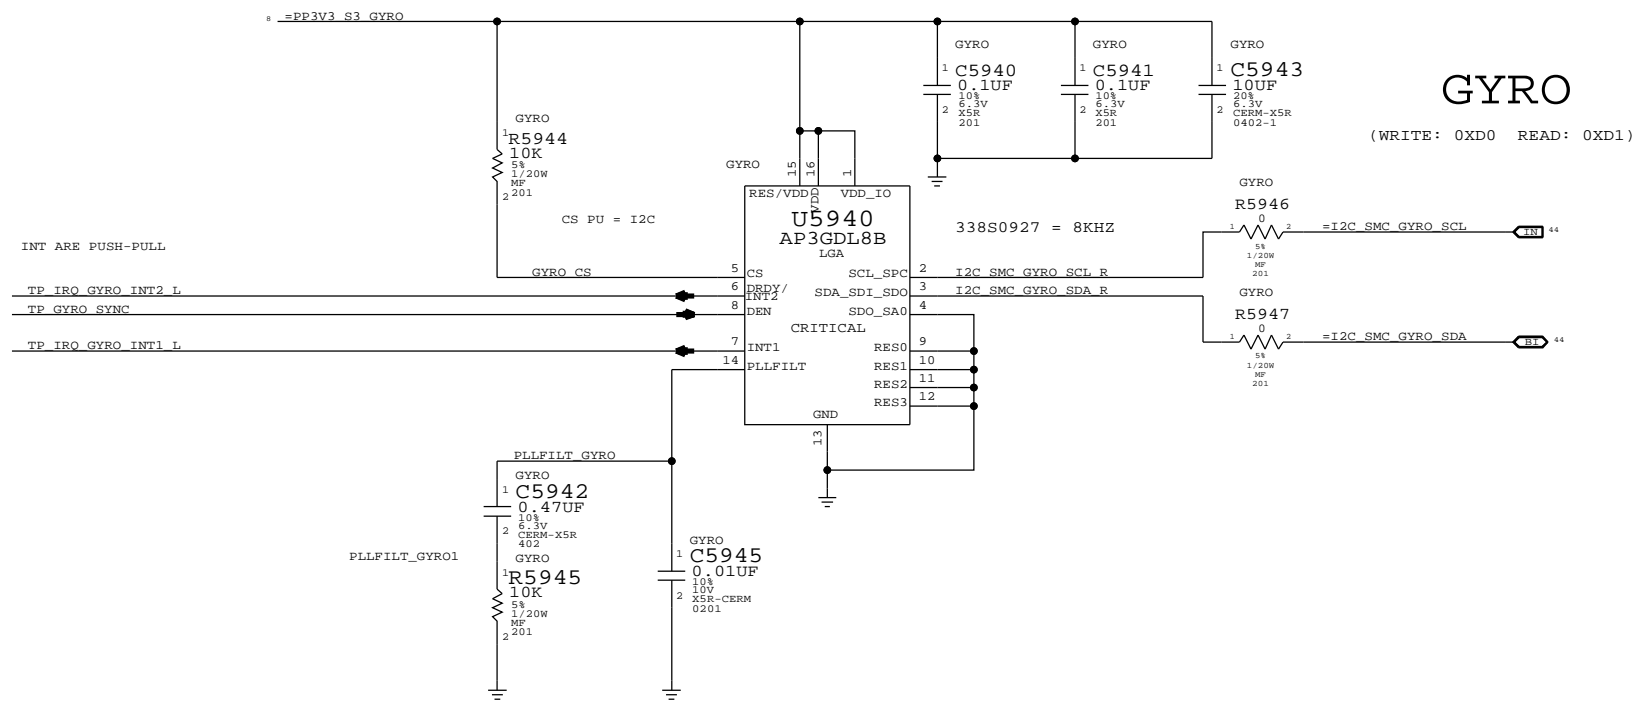 8 =PP3V3_S3_GYRO
GYRO
(WRITE: 0XD0 READ: 0XD1)
GYRO
1 C5940
0.1UF
10%
6.3V
2 X5R
201
GYRO
1 C5941
0.1UF
10%
6.3V
2 X5R
201
GYRO
1 C5943
10UF
20%
6.3V
2 CERM-X5R
0402-1
GYRO
1 R5944
10K
5%
1/20W
MF
2 201
GYRO
15 16 1
RES/VDD VDD VDD_IO
U5940
AP3GDL8B
LGA
CS PU = I2C
338S0927 = 8KHZ
INT ARE PUSH-PULL
GYRO_CS 5 CS
TP_IRQ_GYRO_INT2_L 6 DRDY/
INT2
TP_GYRO_SYNC 8 DEN
TP_IRQ_GYRO_INT1_L 7 INT1
14 PLLFILT
CRITICAL
SCL_SPC 2 I2C_SMC_GYRO_SCL_R
SDA_SDI_SDO 3 I2C_SMC_GYRO_SDA_R
SDO_SA0 4
RES0 9
RES1 10
RES2 11
RES3 12
GND
13
GYRO
R5946
1 0 2 =I2C_SMC_GYRO_SCL IN 44
5%
1/20W
MF
201
GYRO
R5947
1 0 2 =I2C_SMC_GYRO_SDA BI 44
5%
1/20W
MF
201
PLLFILT_GYRO
GYRO
1 C5942
0.47UF
10%
2 6.3V
CERM-X5R
402
PLLFILT_GYRO1
GYRO
1 R5945
10K
5%
1/20W
MF
2 201
GYRO
1 C5945
0.01UF
10%
10V
2 X5R-CERM
0201